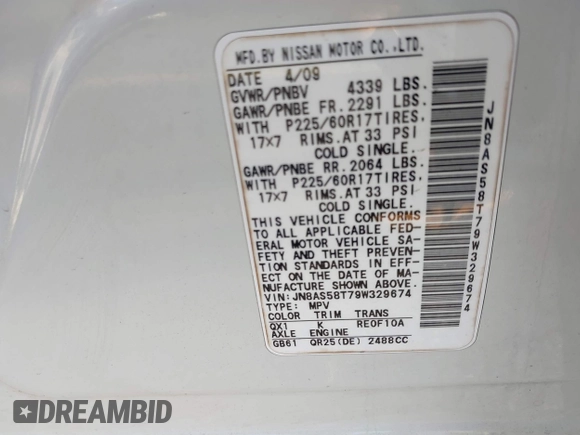 MFD.BY NISSAN MOTOR CO.,LTD.
DATE 4/09
GVWR/PNBV 4339 LBS.
GAWR/PNBE FR.2291 LBS.
WITH P225/60R17TIRES,
17×7 RIMS.AT 33 PSI
COLD SINGLE.
GAWR/PNBE RR.2064 LBS.
WITH P225/60R17TIRES,
17×7 RIMS.AT 33 PSI
COLD SINGLE.
THIS VEHICLE CONFORMS
TO ALL APPLICABLE FED-
ERAL MOTOR VEHICLE SA-
FETY AND THEFT PREVEN-
TION STANDARDS IN EFF-
ECT ON THE DATE OF MA-
NUFACTURE SHOWN ABOVE.
VIN:JN8AS58T79W329674
TYPE: MPV
COLOR TRIM TRANS
QX1 K RE0F10A
AXLE ENGINE
GB61 QR25(DE) 2488CC
JN8AS58T79W329674
DREAMBID